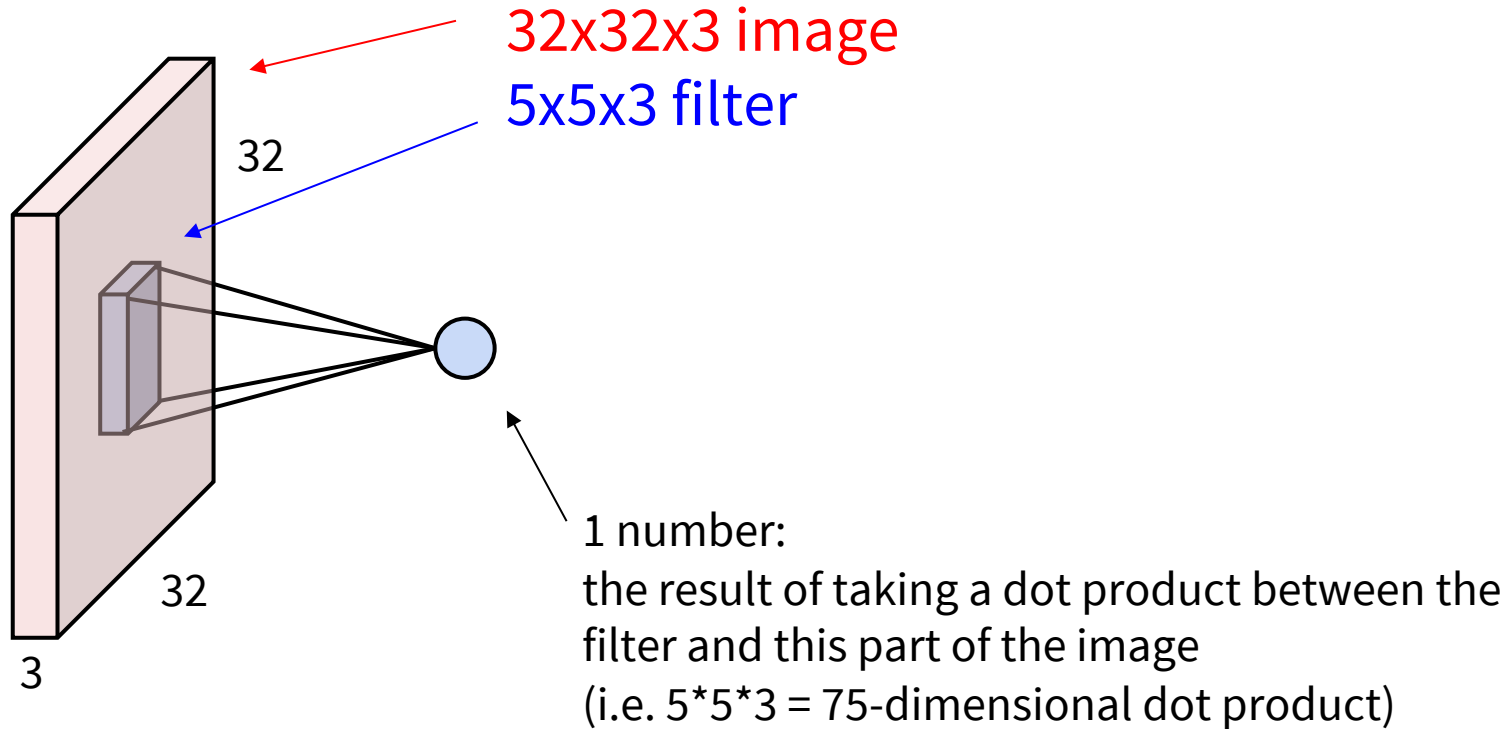 32x32x3 image
5x5x3 filter
32
32
3
1 number:
the result of taking a dot product between the
filter and this part of the image
(i.e. 5*5*3 = 75-dimensional dot product)